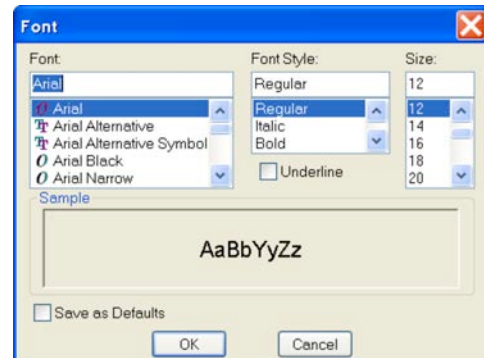 Font
Font: Font Style: Size:
Arial Regular 12
Arial Regular 12
Arial Alternative Italic 14
Arial Alternative Symbol Bold 16
Arial Black 18
Arial Narrow Underline 20
Sample
AaBbYyZz
Save as Defaults
OK Cancel